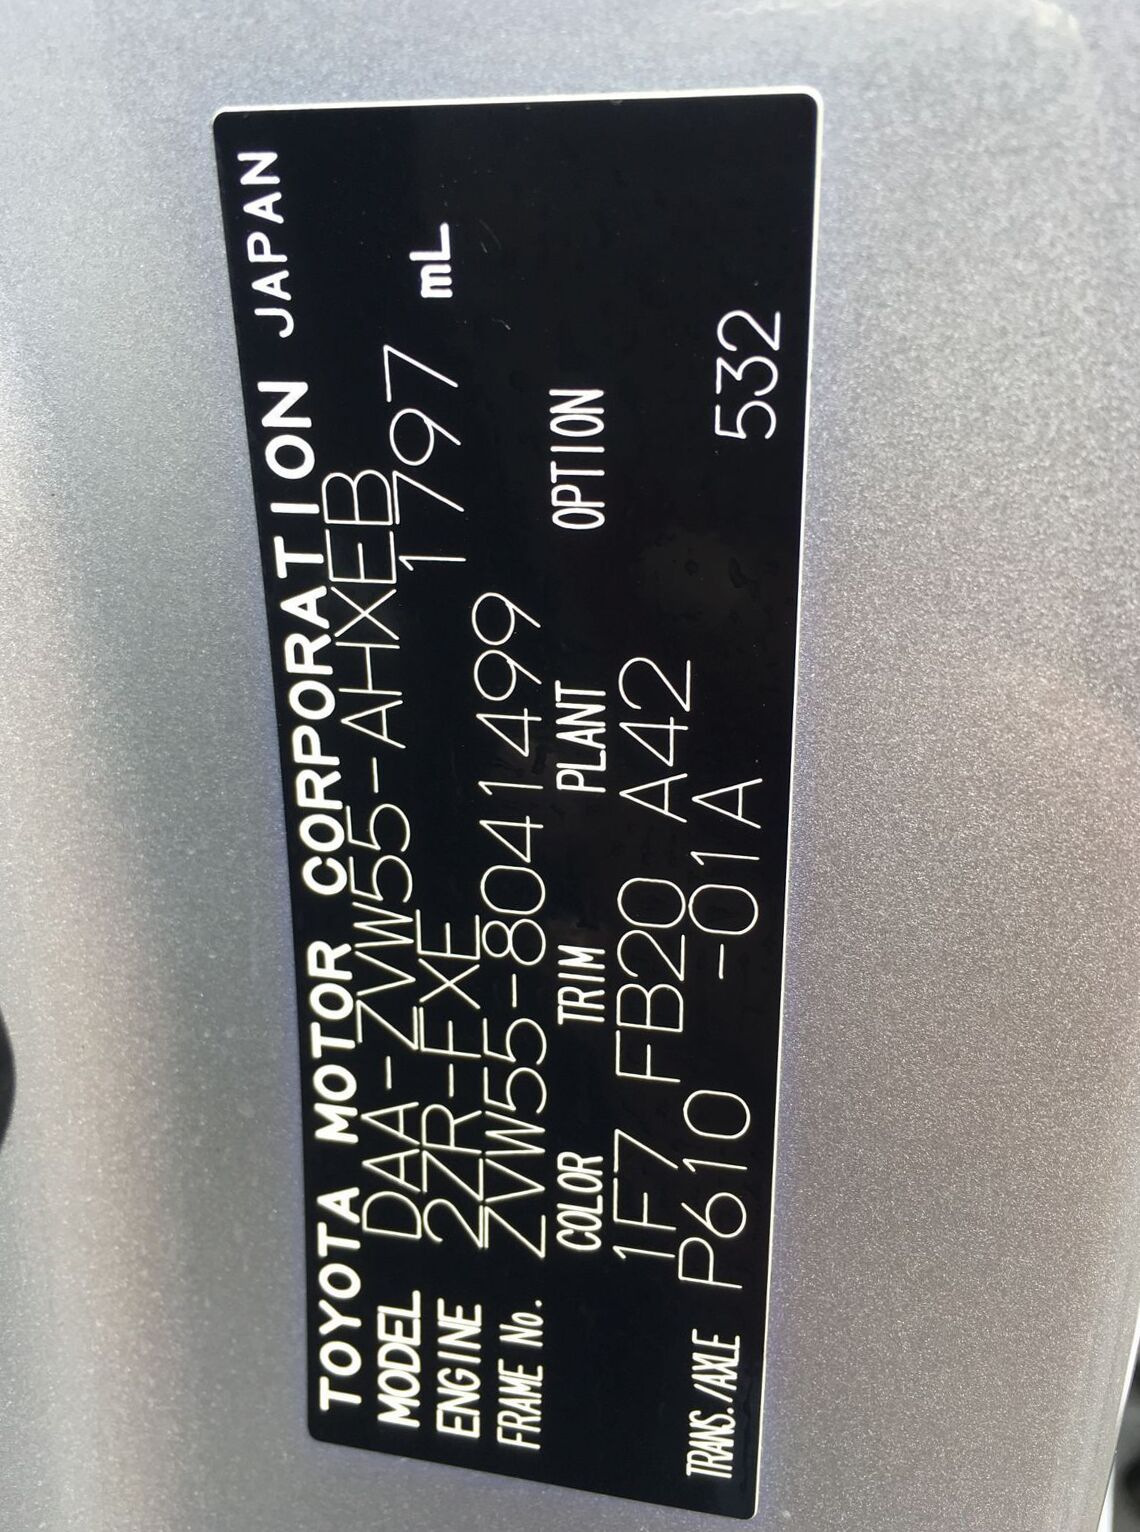 TOYOTA MOTOR CORPORATION JAPAN
MODEL DAA-ZVW55-AHXEB
ENGINE 2ZR-FXE 1797 mL
FRAME No. ZVW55-8041499
COLOR TRIM PLANT OPTION
1F7 FB20 A42
TRANS./AXLE P610 -01A 532